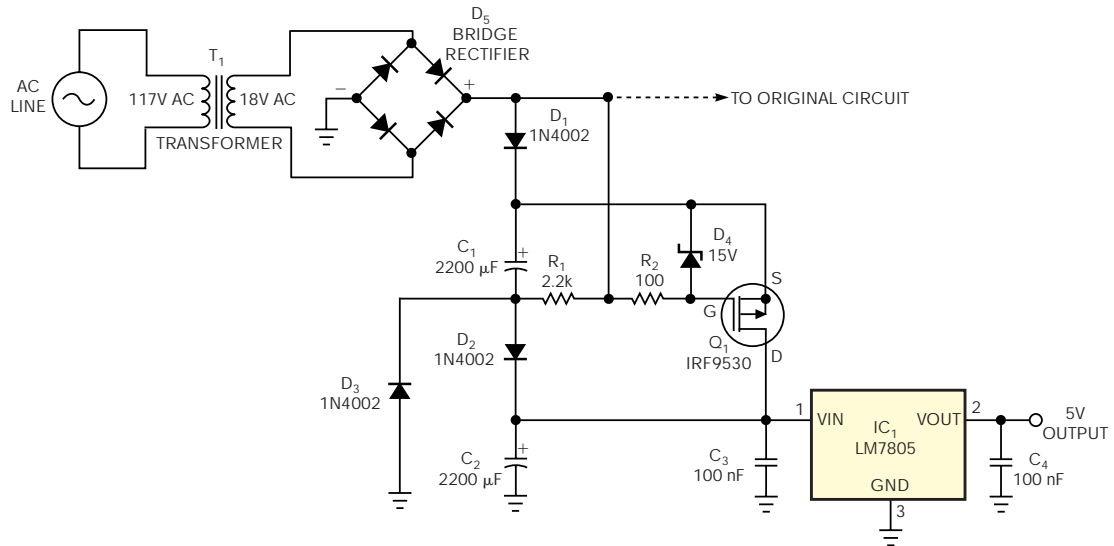 D5
BRIDGE
RECTIFIER
T1
AC
LINE
117V AC
18V AC
TRANSFORMER
−
+
TO ORIGINAL CIRCUIT
D1
1N4002
C1
2200 µF
+
R1
2.2k
R2
100
D4
15V
S
G
Q1
IRF9530
D
D2
1N4002
D3
1N4002
C2
2200 µF
+
C3
100 nF
1
VIN
IC1
LM7805
VOUT
GND
2
3
5V
OUTPUT
C4
100 nF